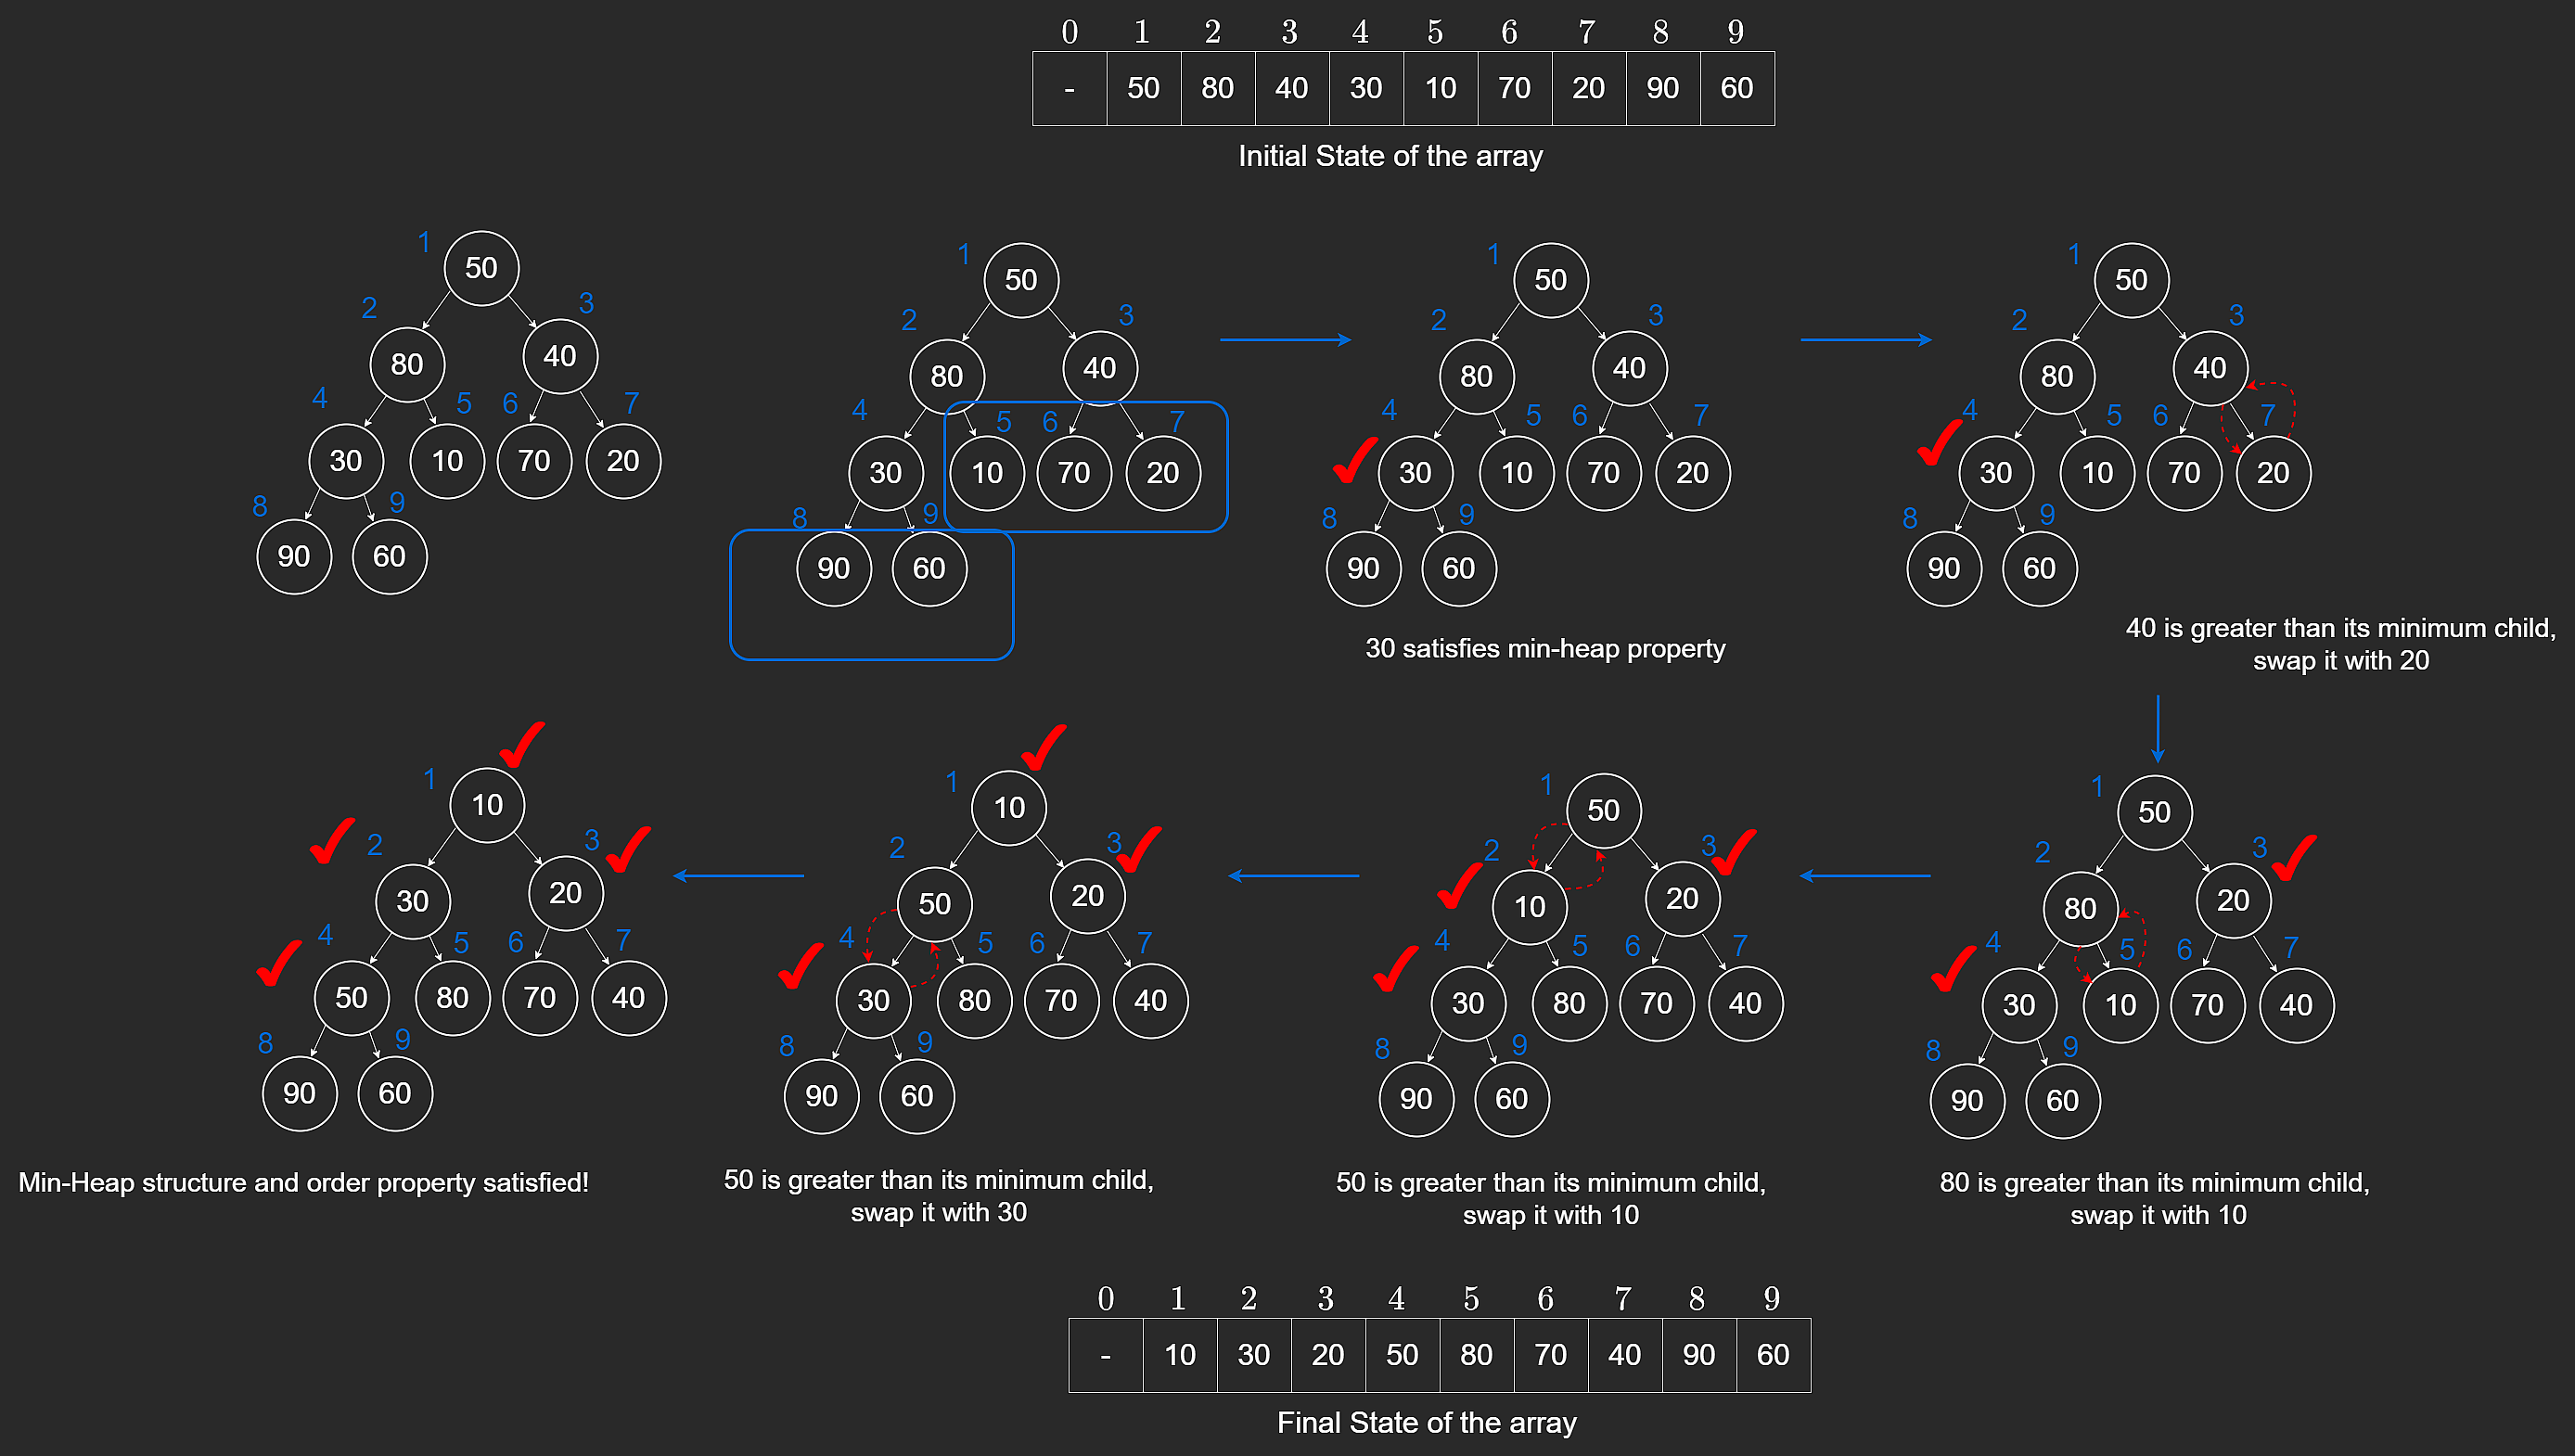 0 1 2 3 4 5 6 7 8 9
- 50 80 40 30 10 70 20 90 60
Initial State of the array
1
50
2 3
80 40
4 5 6 7
30 10 70 20
8 9
90 60
1
50
2 3
80 40
4 5 6 7
30 10 70 20
8 9
90 60
1
50
2 3
80 40
4 5 6 7
30 10 70 20
8 9
90 60
30 satisfies min-heap property
1
50
2 3
80 40
4 5 6 7
30 10 70 20
8 9
90 60
40 is greater than its minimum child,
swap it with 20
1
10
2 3
30 20
4 5 6 7
50 80 70 40
8 9
90 60
Min-Heap structure and order property satisfied!
1
10
2 3
50 20
4 5 6 7
30 80 70 40
8 9
90 60
50 is greater than its minimum child,
swap it with 30
1
50
2 3
10 20
4 5 6 7
30 80 70 40
8 9
90 60
50 is greater than its minimum child,
swap it with 10
1
50
2 3
80 20
4 5 6 7
30 10 70 40
8 9
90 60
80 is greater than its minimum child,
swap it with 10
0 1 2 3 4 5 6 7 8 9
- 10 30 20 50 80 70 40 90 60
Final State of the array